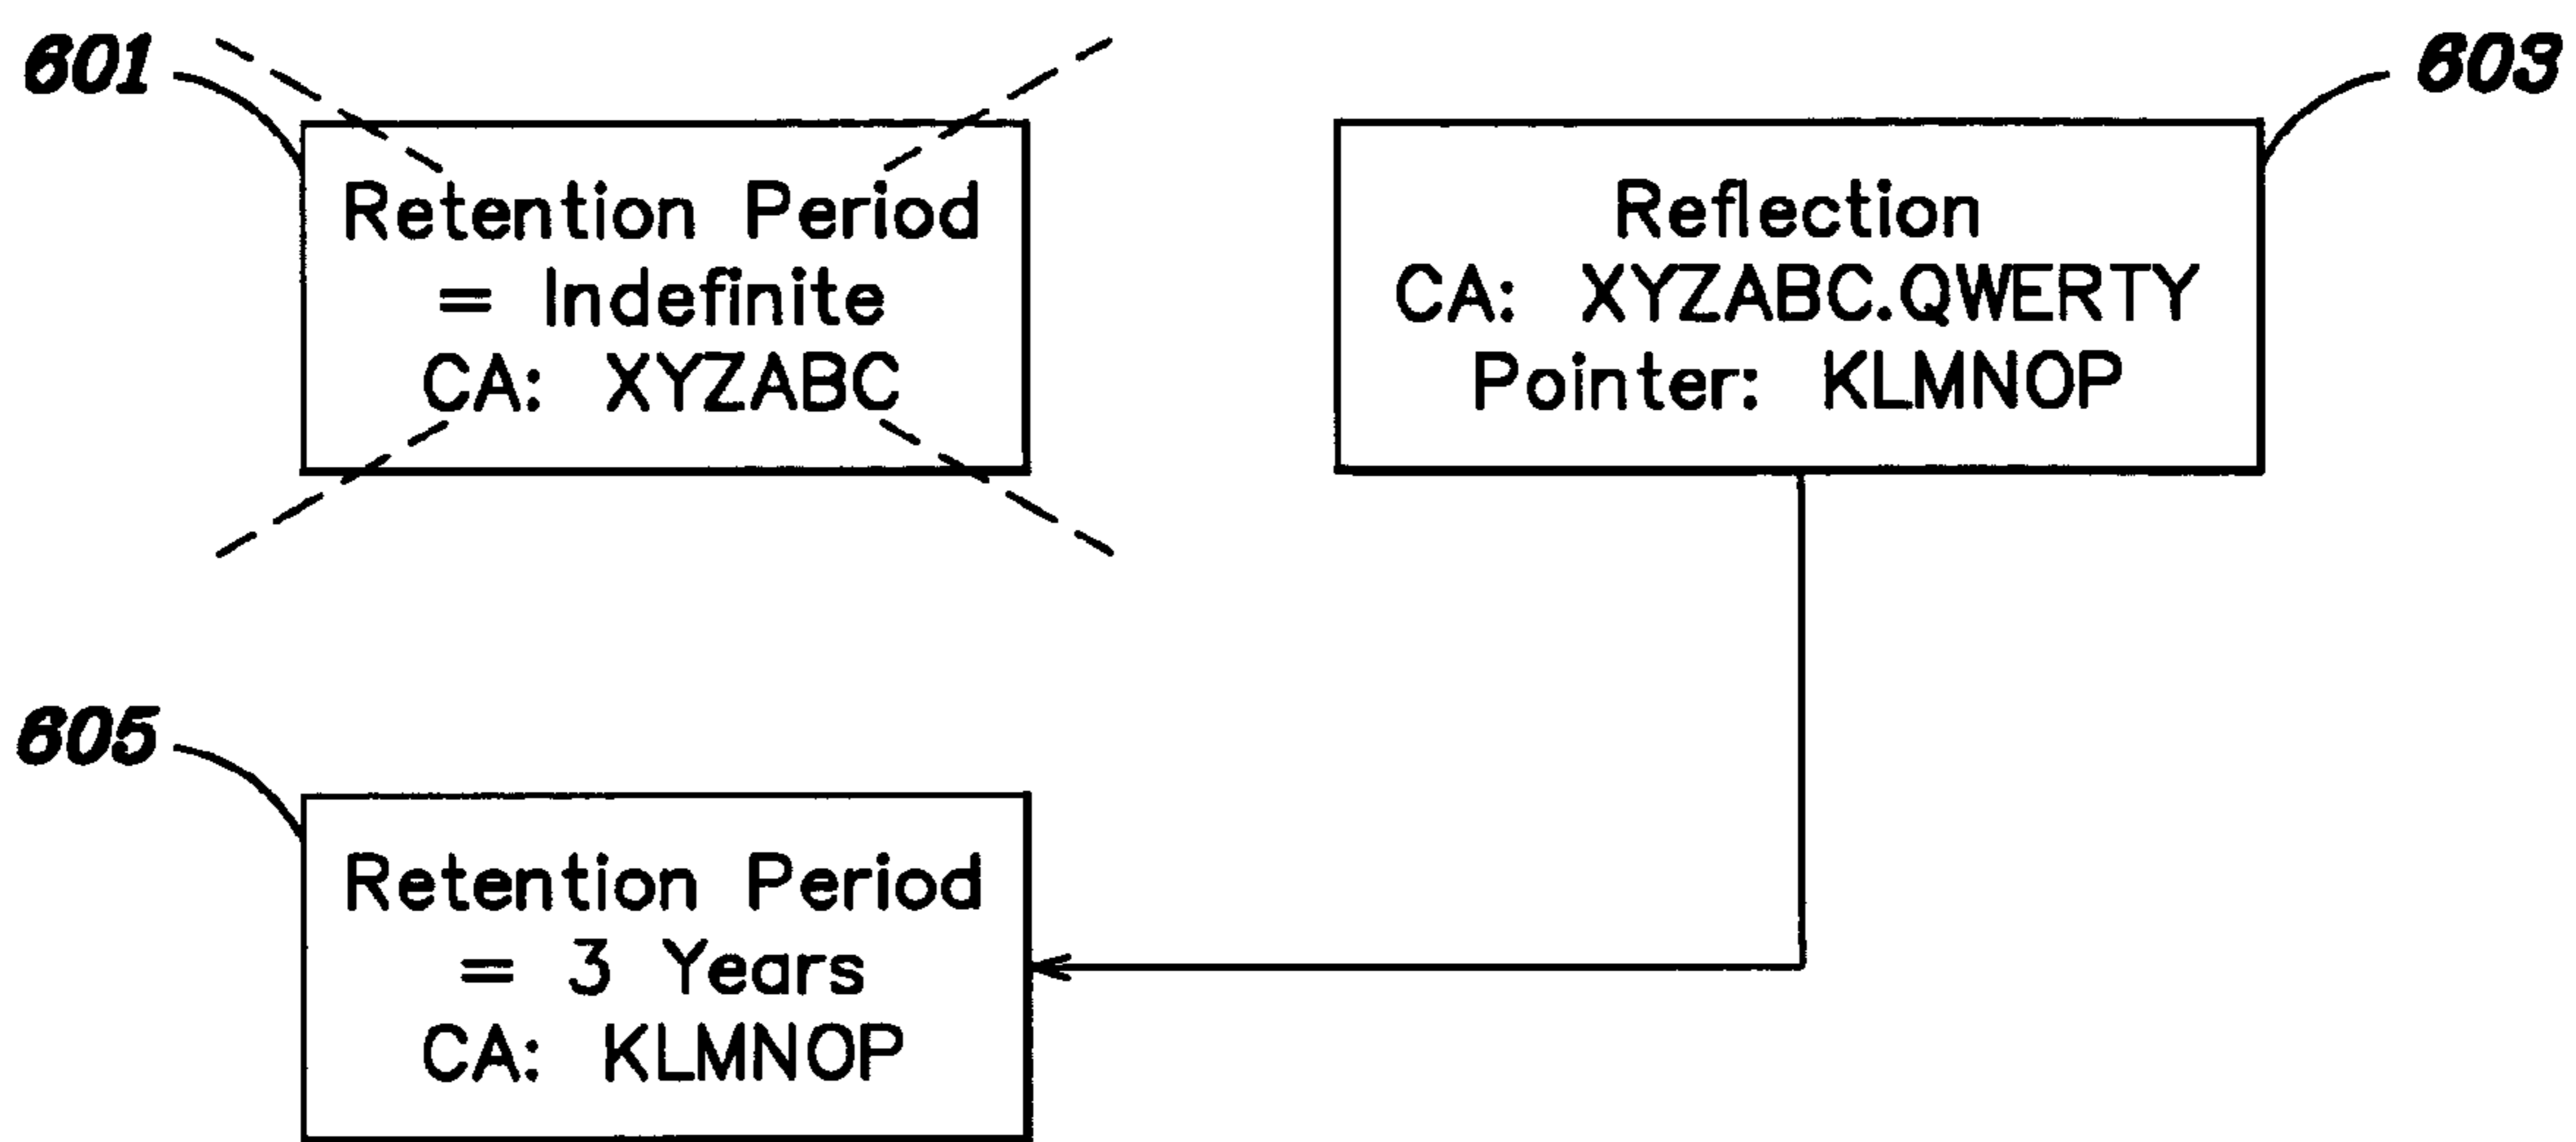 601
Retention Period
= Indefinite
CA: XYZABC
603
Reflection
CA: XYZABC.QWERTY
Pointer: KLMNOP
605
Retention Period
= 3 Years
CA: KLMNOP